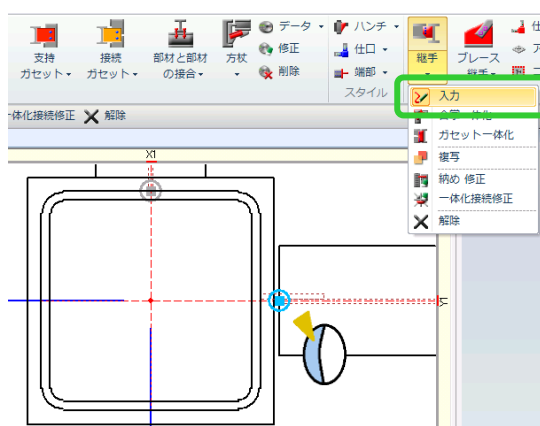 データ
ハンチ
仕
支持
ガセット
接続
ガセット
部材と部材
の接合
方杖
修正
仕口
継手
ブレース
継手
ア
削除
端部
スタイル
一体化接続修正
解除
入力
ガセット一体化
複写
納め 修正
一体化接続修正
解除
X1
Y1